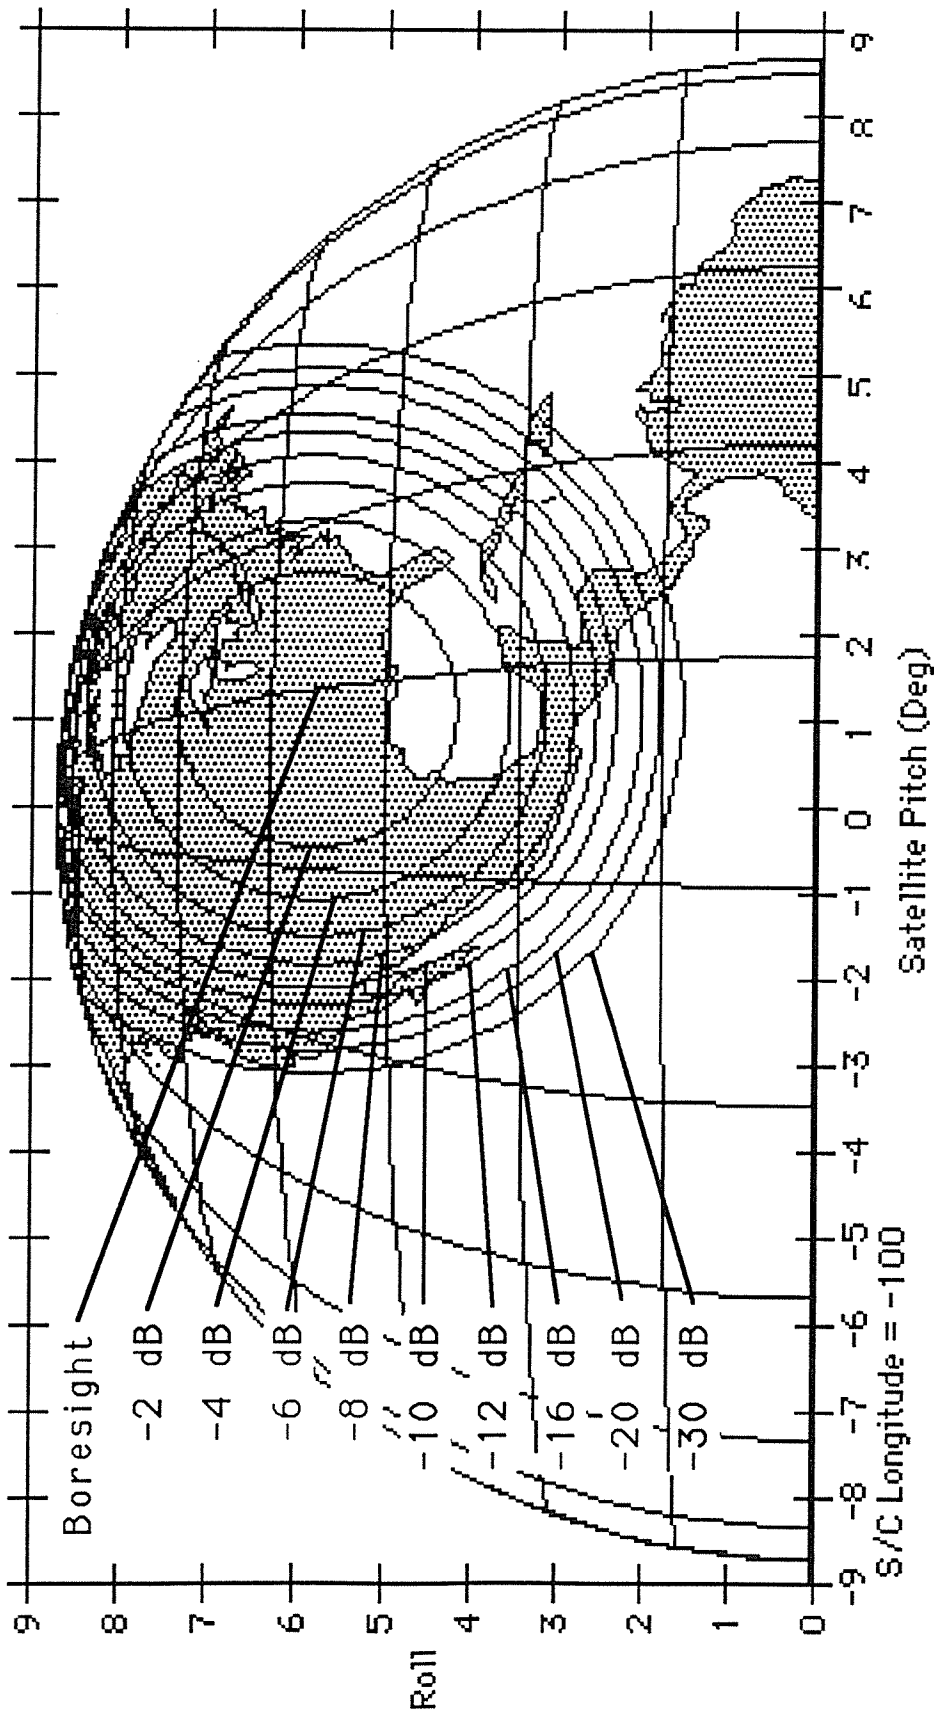 Boresight
-2 dB
-4 dB
-6 dB
-8 dB
-10 dB
-12 dB
-16 dB
-20 dB
-30 dB
Roll
9
8
7
6
5
4
3
2
1
0
-9 -8 -7 -6 -5 -4 -3 -2 -1 0 1 2 3 4 5 6 7 8 9
S/C Longitude = -100
Satellite Pitch (Deg)